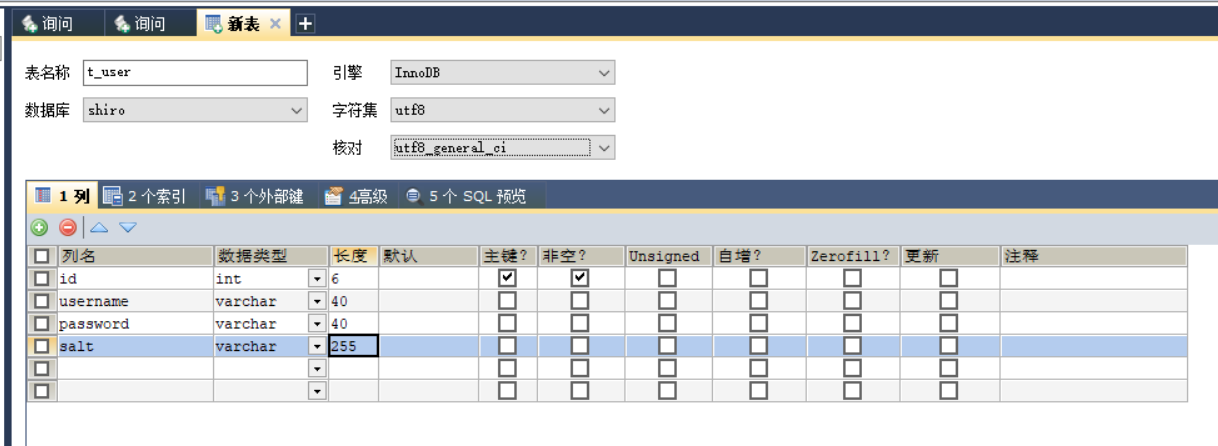 询问 询问 新表
表名称 t_user 引擎 InnoDB
数据库 shiro 字符集 utf8
核对 utf8_general_ci
1 列 2 个索引 3 个外部键 4高级 5 个 SQL 预览
列名 数据类型 长度 默认 主键? 非空? Unsigned 自增? Zerofill? 更新 注释
id int 6
username varchar 40
password varchar 40
salt varchar 255